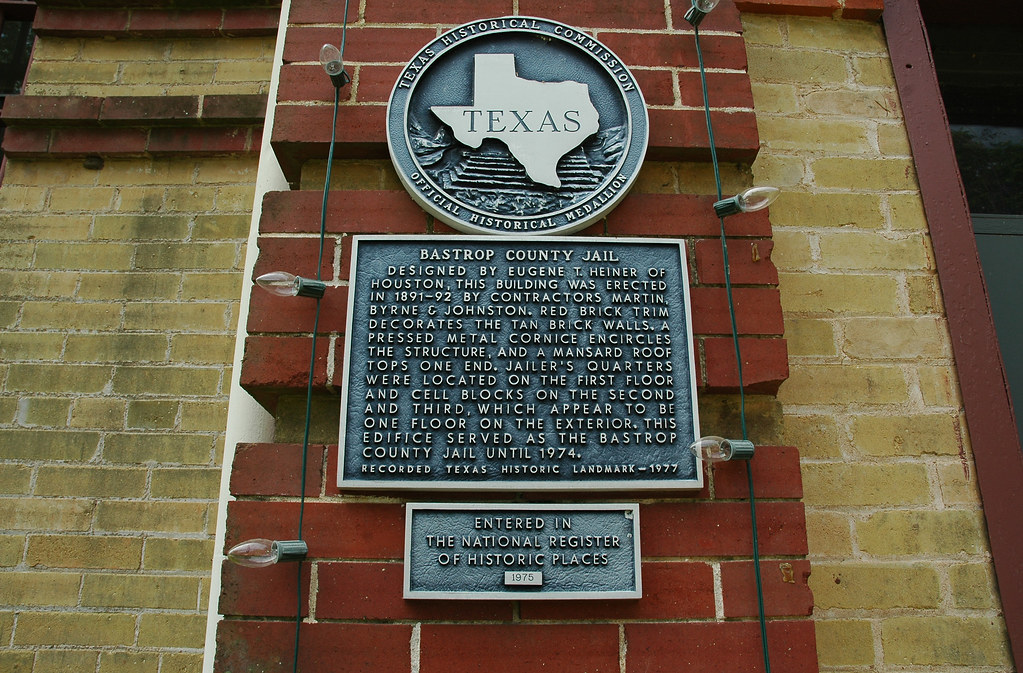 TEXAS HISTORICAL COMMISSION
TEXAS
OFFICIAL HISTORICAL MEDALLION
BASTROP COUNTY JAIL
DESIGNED BY EUGENE T. HEINER OF
HOUSTON, THIS BUILDING WAS ERECTED
IN 1891-92 BY CONTRACTORS MARTIN,
BYRNE & JOHNSTON. RED BRICK TRIM
DECORATES THE TAN BRICK WALLS. A
PRESSED METAL CORNICE ENCIRCLES
THE STRUCTURE, AND A MANSARD ROOF
TOPS ONE END. JAILER'S QUARTERS
WERE LOCATED ON THE FIRST FLOOR
AND CELL BLOCKS ON THE SECOND
AND THIRD, WHICH APPEAR TO BE
ONE FLOOR ON THE EXTERIOR. THIS
EDIFICE SERVED AS THE BASTROP
COUNTY JAIL UNTIL 1974.
RECORDED TEXAS HISTORIC LANDMARK-1977
ENTERED IN
THE NATIONAL REGISTER
OF HISTORIC PLACES
1975